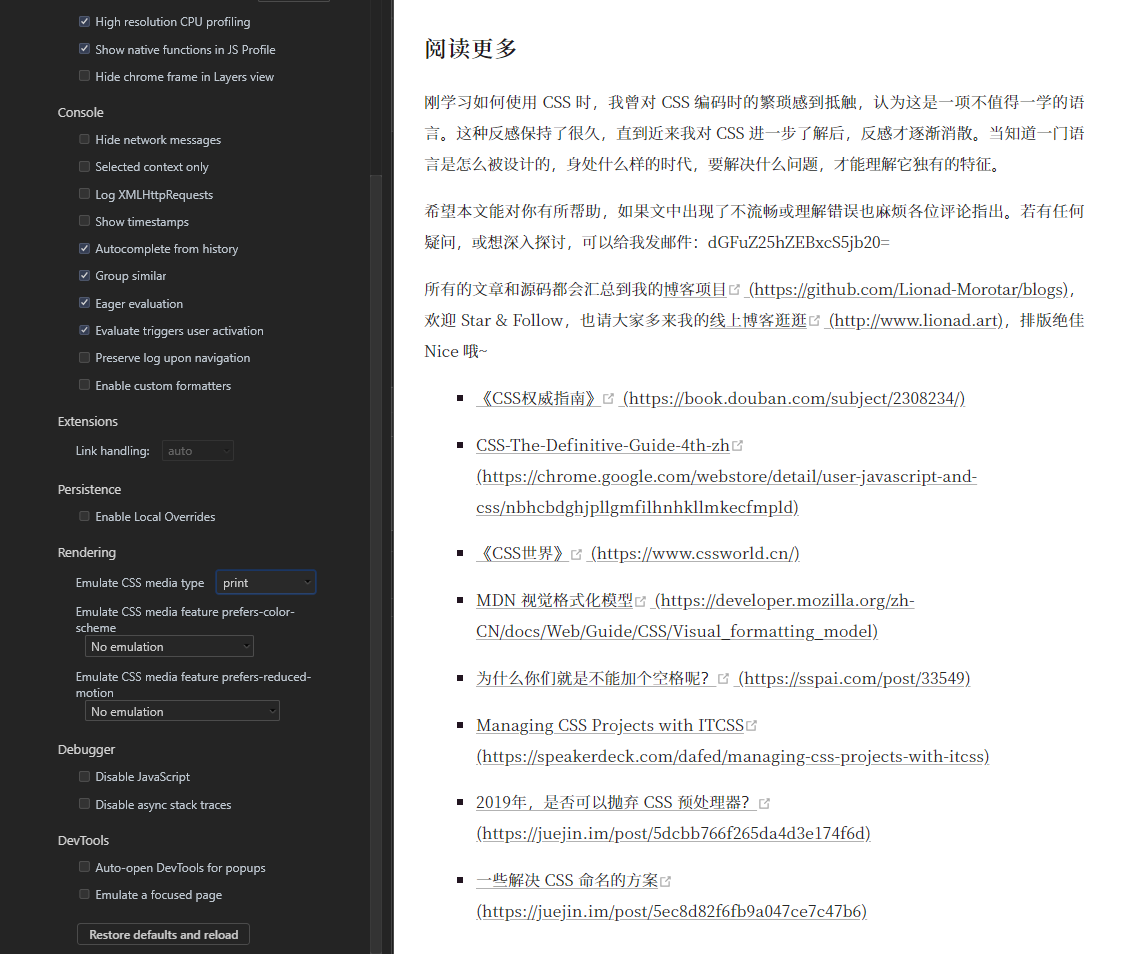 High resolution CPU profiling
Show native functions in JS Profile
Hide chrome frame in Layers view
Console
Hide network messages
Selected context only
Log XMLHttpRequests
Show timestamps
Autocomplete from history
Group similar
Eager evaluation
Evaluate triggers user activation
Preserve log upon navigation
Enable custom formatters
Extensions
Link handling: auto
Persistence
Enable Local Overrides
Rendering
Emulate CSS media type print
Emulate CSS media feature prefers-color-
scheme
No emulation
Emulate CSS media feature prefers-reduced-
motion
No emulation
Debugger
Disable JavaScript
Disable async stack traces
DevTools
Auto-open DevTools for popups
Emulate a focused page
Restore defaults and reload
阅读更多
刚学习如何使用 CSS 时，我曾对 CSS 编码时的繁琐感到抵触，认为这是一项不值得一学的语
言。这种反感保持了很久，直到近来我对 CSS 进一步了解后，反感才逐渐消散。当知道一门语
言是怎么被设计的，身处什么样的时代，要解决什么问题，才能理解它独有的特征。
希望本文能对你有所帮助，如果文中出现了不流畅或理解错误也麻烦各位评论指出。若有任何
疑问，或想深入探讨，可以给我发邮件：dGFuZ25hZEBxcS5jb20=
所有的文章和源码都会汇总到我的博客项目 (https://github.com/Lionad-Morotar/blogs)，
欢迎 Star & Follow，也请大家多来我的线上博客逛逛 (http://www.lionad.art)，排版绝佳
Nice 哦~
《CSS权威指南》 (https://book.douban.com/subject/2308234/)
CSS-The-Definitive-Guide-4th-zh
(https://chrome.google.com/webstore/detail/user-javascript-and-
css/nbhcbdghjpllgmfilhnhkllmkecfmpld)
《CSS世界》 (https://www.cssworld.cn/)
MDN 视觉格式化模型 (https://developer.mozilla.org/zh-
CN/docs/Web/Guide/CSS/Visual_formatting_model)
为什么你们就是不能加个空格呢？ (https://sspai.com/post/33549)
Managing CSS Projects with ITCSS
(https://speakerdeck.com/dafed/managing-css-projects-with-itcss)
2019年，是否可以抛弃 CSS 预处理器？
(https://juejin.im/post/5dcbb766f265da4d3e174f6d)
一些解决 CSS 命名的方案
(https://juejin.im/post/5ec8d82f6fb9a047ce7c47b6)